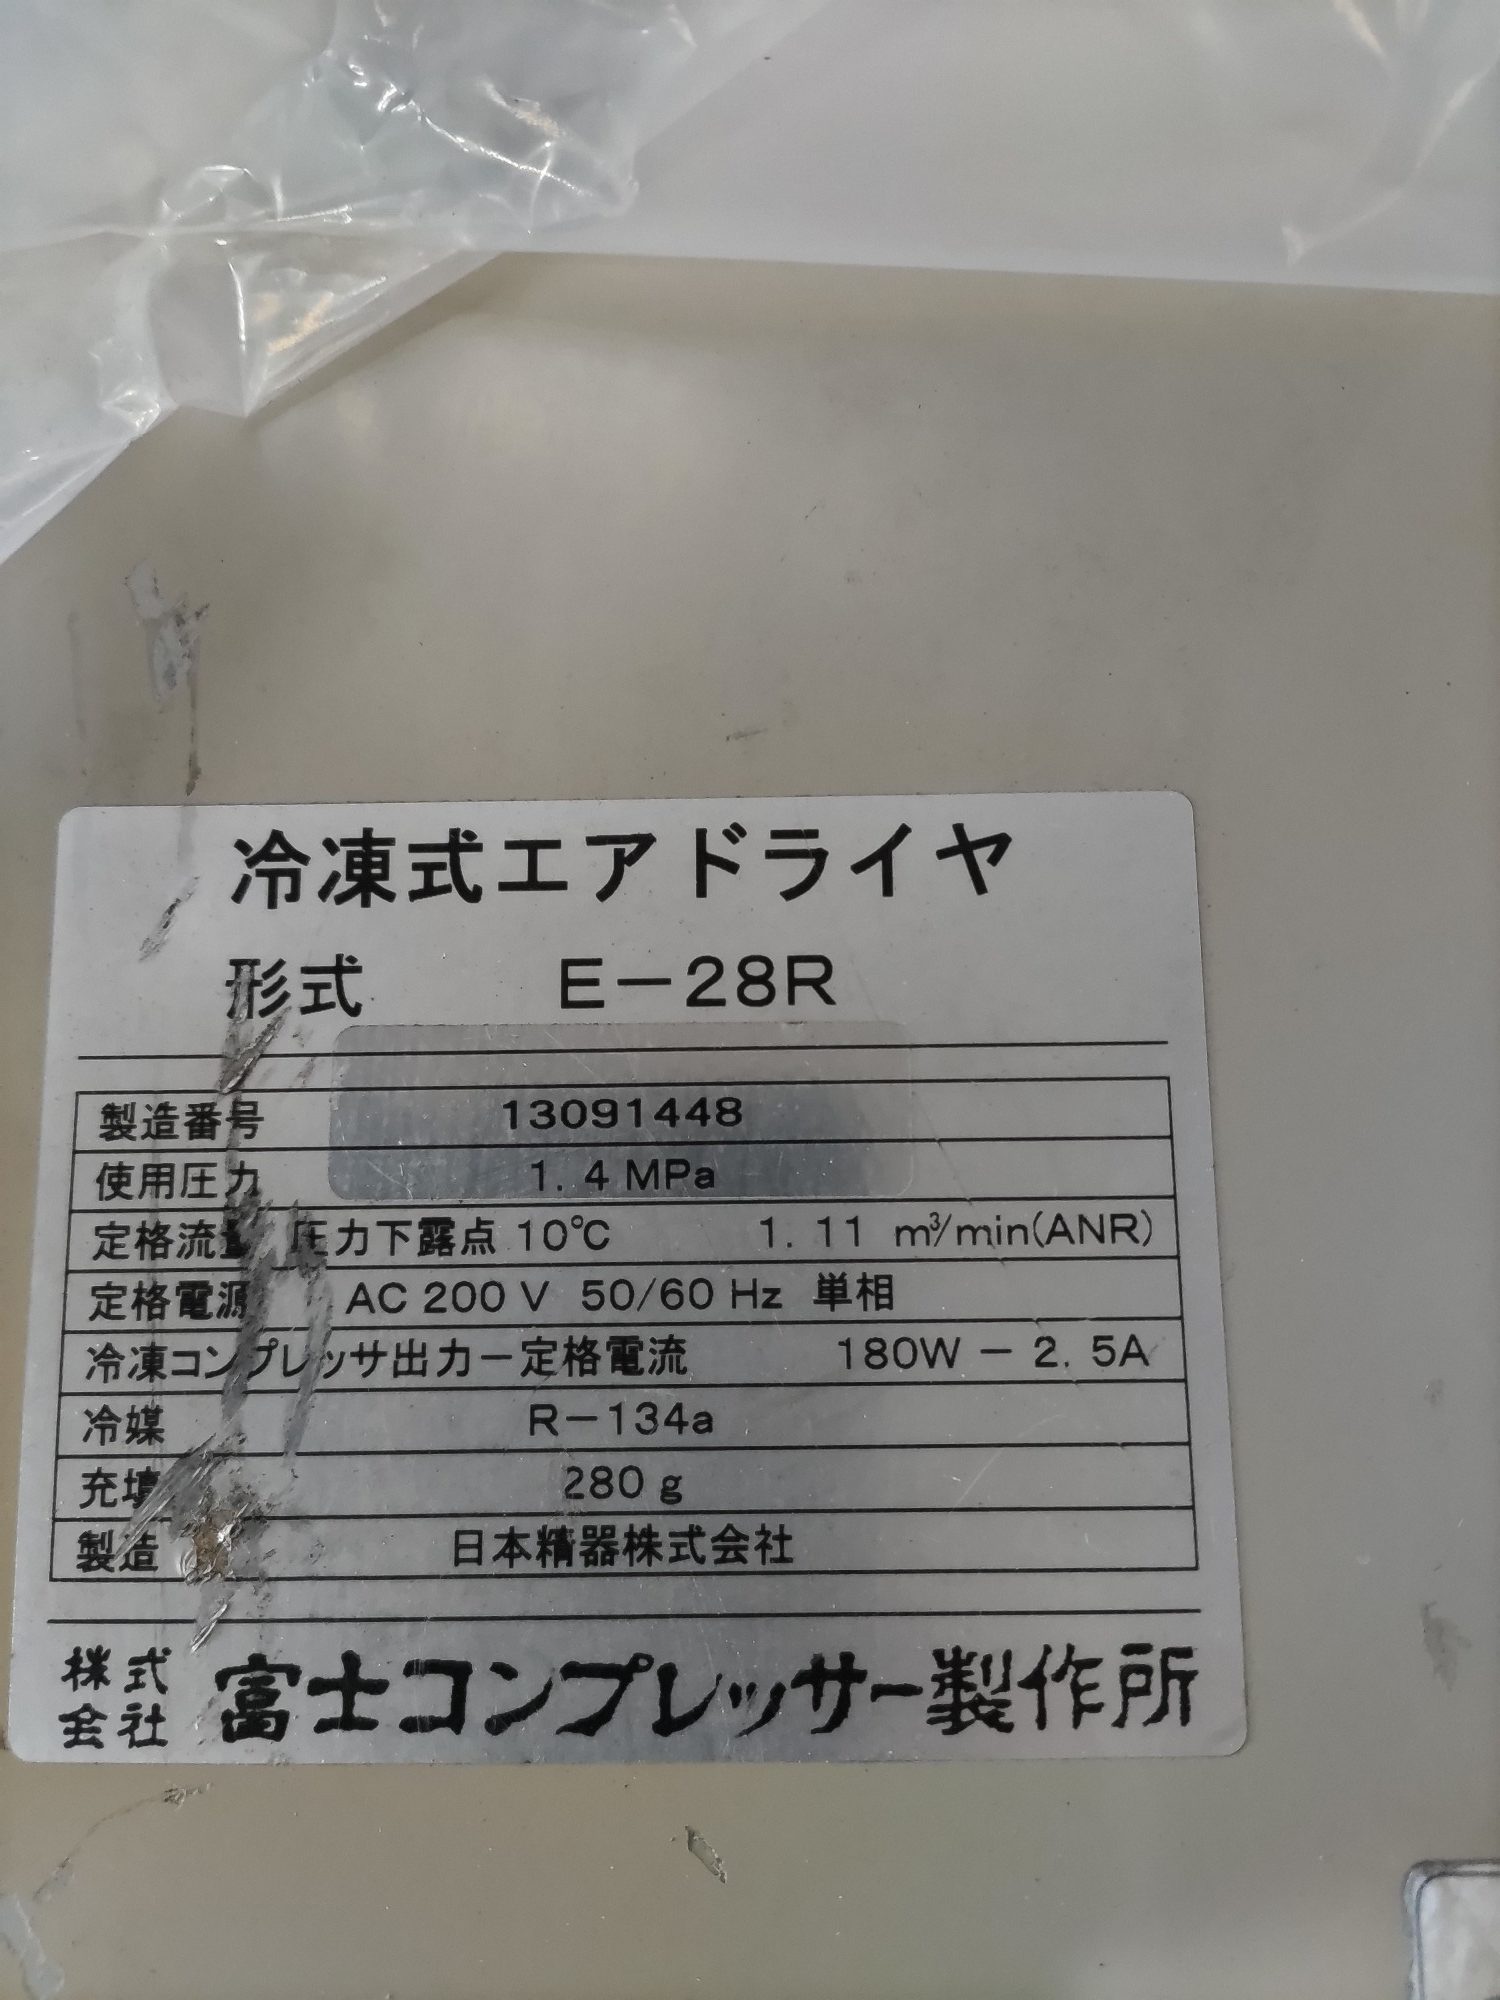 冷凍式エアドライヤ
形式 E-28R
製造番号 13091448
使用圧力 1.4 MPa
定格流量 圧力下露点 10℃ 1.11 m³/min(ANR)
定格電源 AC 200 V 50/60 Hz 単相
冷凍コンプレッサ出力-定格電流 180W - 2.5A
冷媒 R-134a
充填 280 g
製造 日本精器株式会社
株式会社 富士コンプレッサー製作所